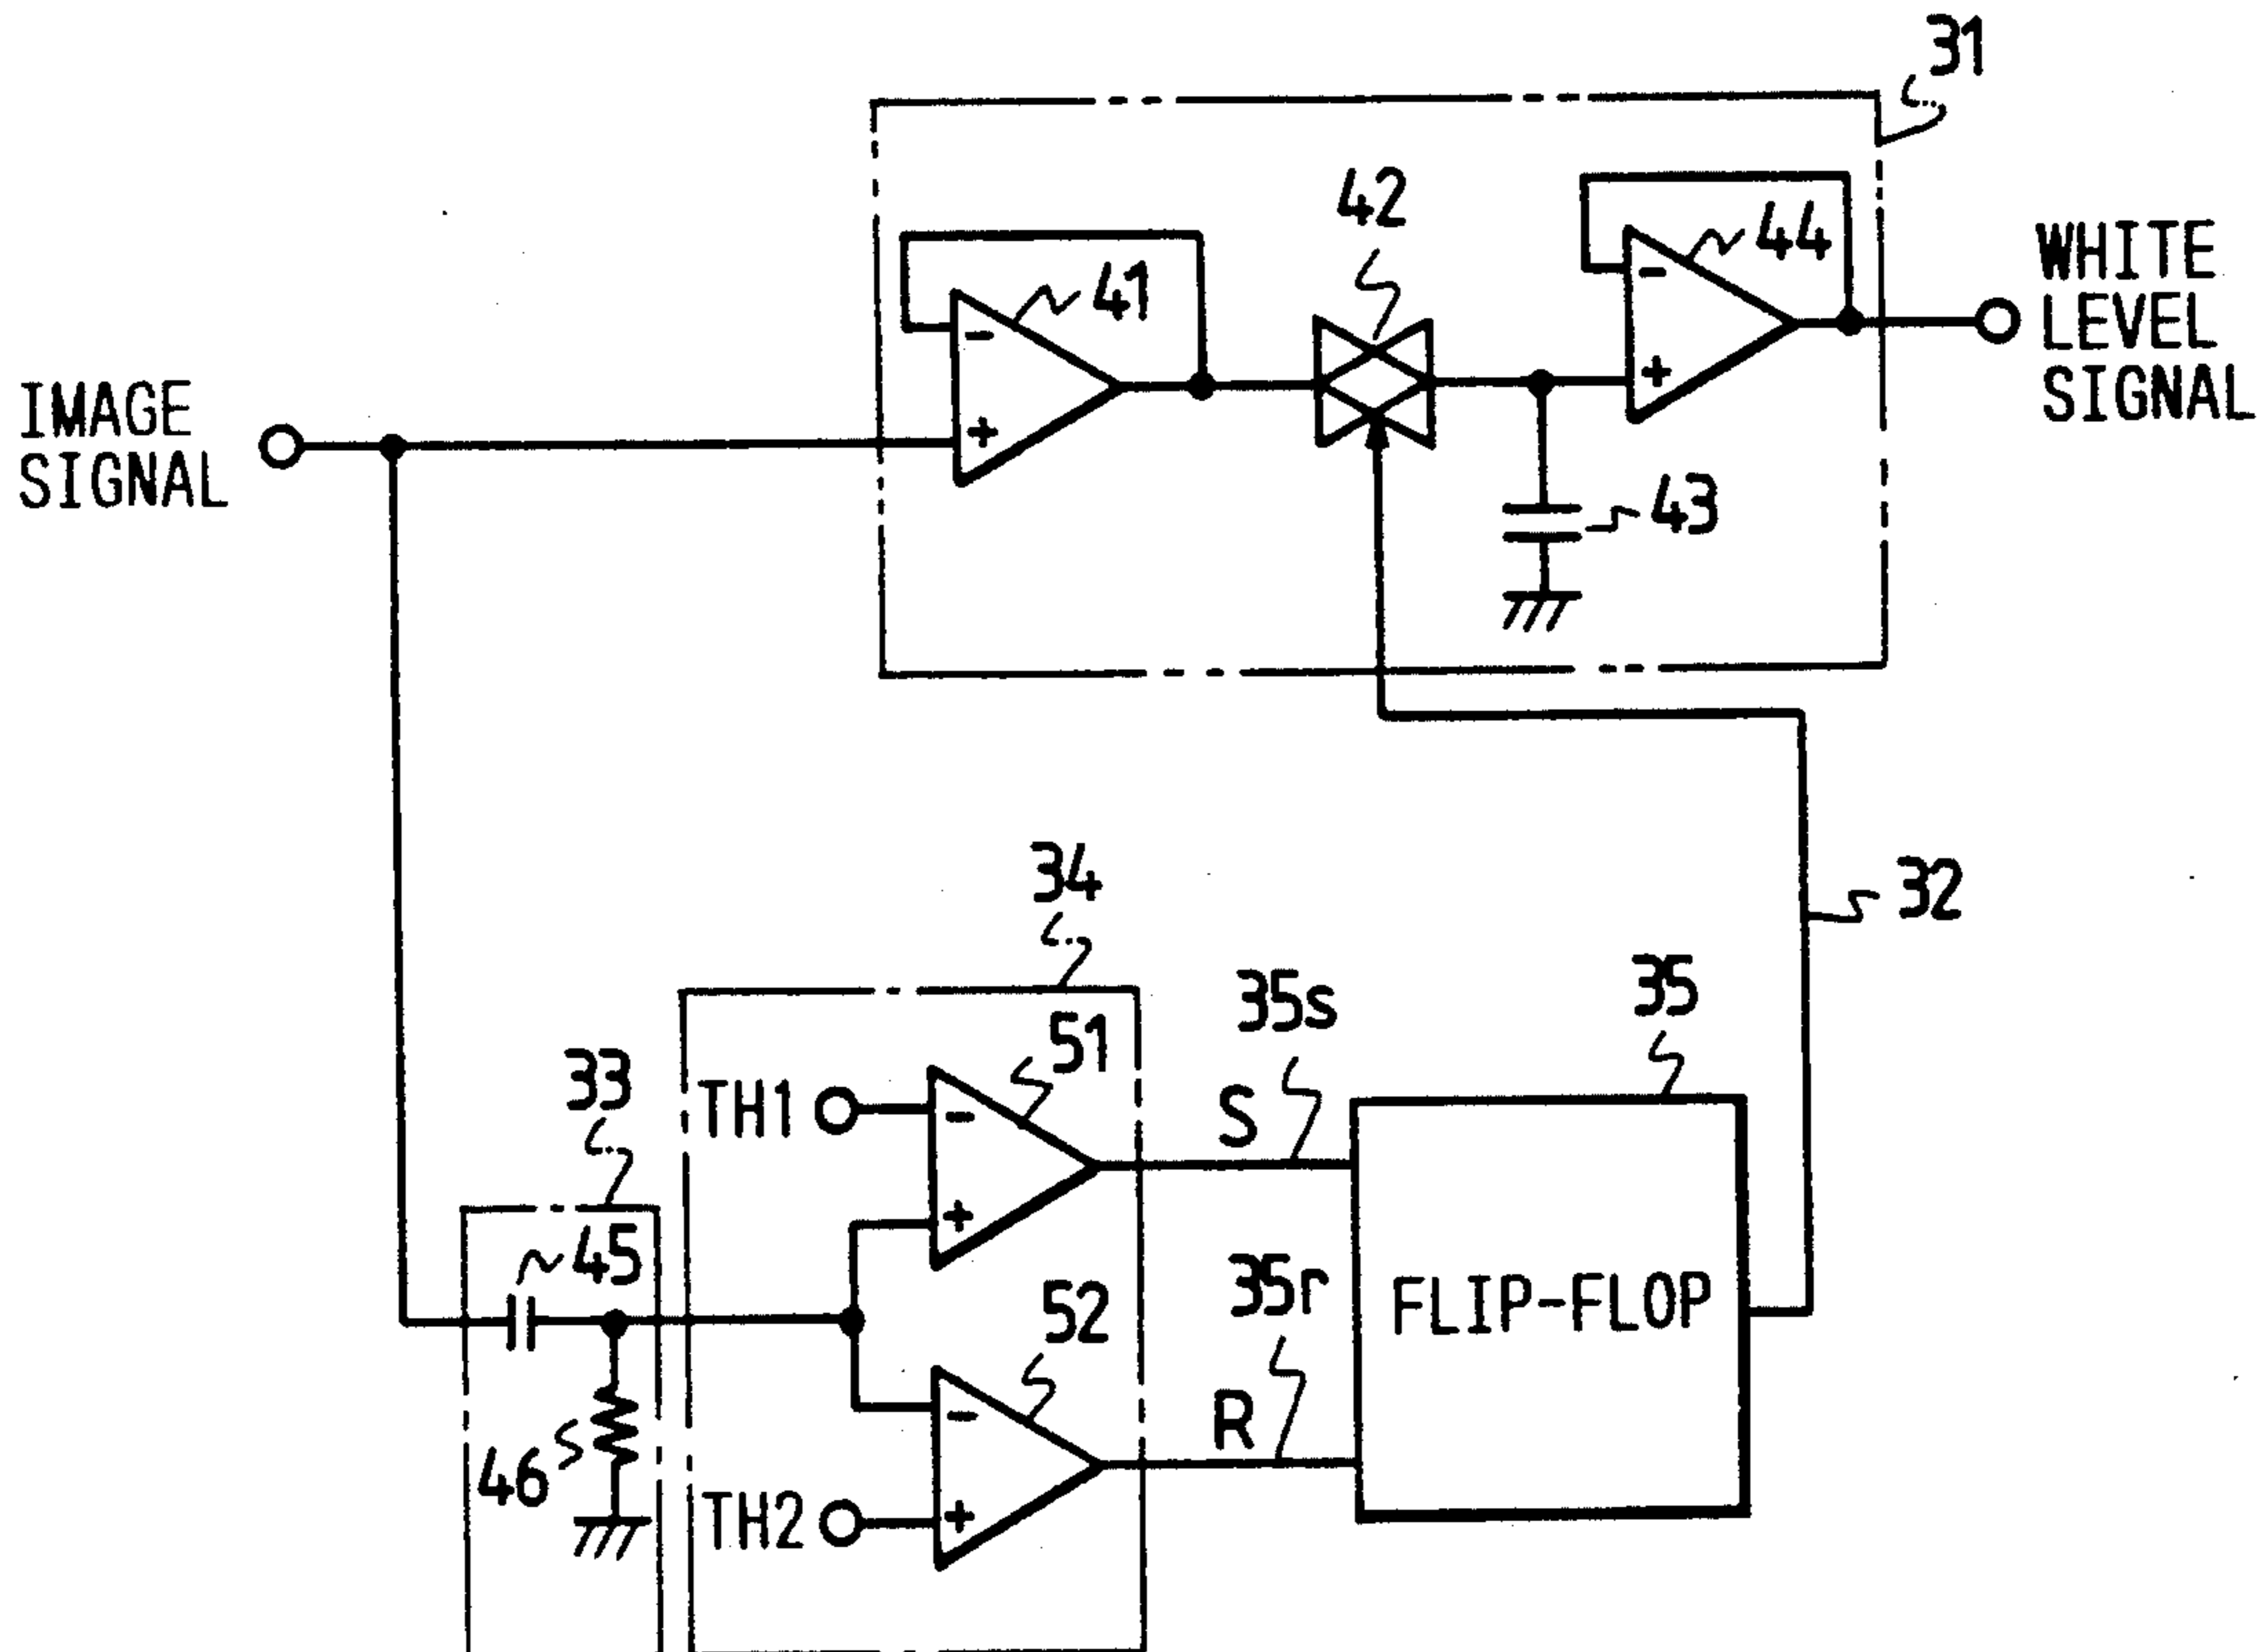 31
42
44
WHITE
LEVEL
SIGNAL
41
-
-
+
+
IMAGE
SIGNAL
43
34
32
35s
35
51
33
TH1
-
S
+
45
35r
FLIP-FLOP
52
-
R
46
TH2
+